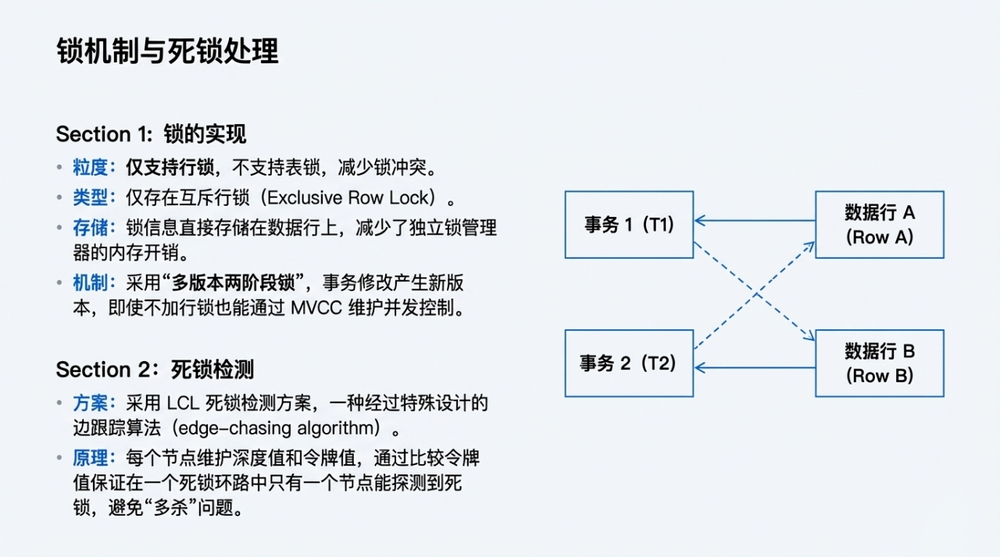 锁机制与死锁处理
Section 1：锁的实现
• 粒度：仅支持行锁，不支持表锁，减少锁冲突。
• 类型：仅存在互斥行锁（Exclusive Row Lock）。
• 存储：锁信息直接存储在数据行上，减少了独立锁管理
器的内存开销。
• 机制：采用“多版本两阶段锁”，事务修改产生新版
本，即使不加行锁也能通过 MVCC 维护并发控制。
Section 2：死锁检测
• 方案：采用 LCL 死锁检测方案，一种经过特殊设计的
边跟踪算法（edge-chasing algorithm）。
• 原理：每个节点维护深度值和令牌值，通过比较令牌
值保证在一个死锁环路中只有一个节点能探测到死
锁，避免“多杀”问题。
事务 1（T1）
数据行 A
(Row A)
事务 2（T2）
数据行 B
(Row B)